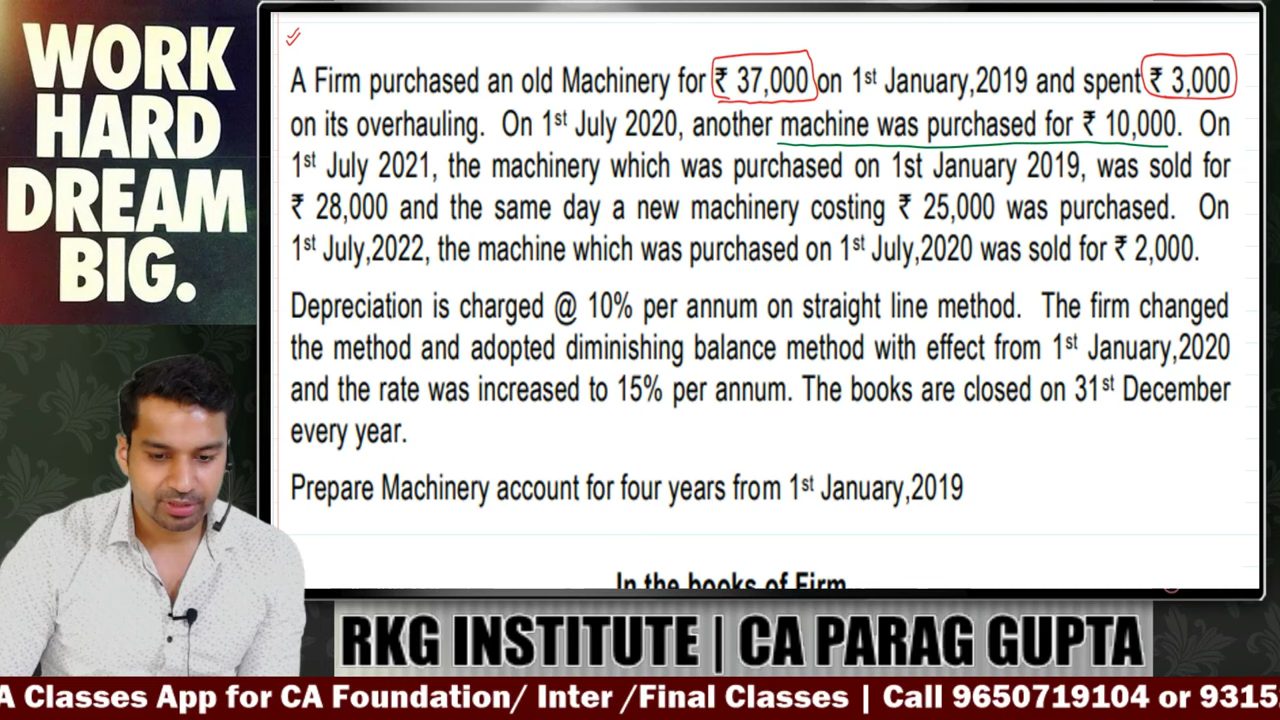 WORK
HARD
DREAM
BIG.
A Firm purchased an old Machinery for ₹ 37,000 on 1st January,2019 and spent ₹ 3,000
on its overhauling. On 1st July 2020, another machine was purchased for ₹ 10,000. On
1st July 2021, the machinery which was purchased on 1st January 2019, was sold for
₹ 28,000 and the same day a new machinery costing ₹ 25,000 was purchased. On
1st July,2022, the machine which was purchased on 1st July,2020 was sold for ₹ 2,000.
Depreciation is charged @ 10% per annum on straight line method. The firm changed
the method and adopted diminishing balance method with effect from 1st January,2020
and the rate was increased to 15% per annum. The books are closed on 31st December
every year.
Prepare Machinery account for four years from 1st January,2019
In the books of Firm
RKG INSTITUTE | CA PARAG GUPTA
A Classes App for CA Foundation/ Inter /Final Classes | Call 9650719104 or 9315